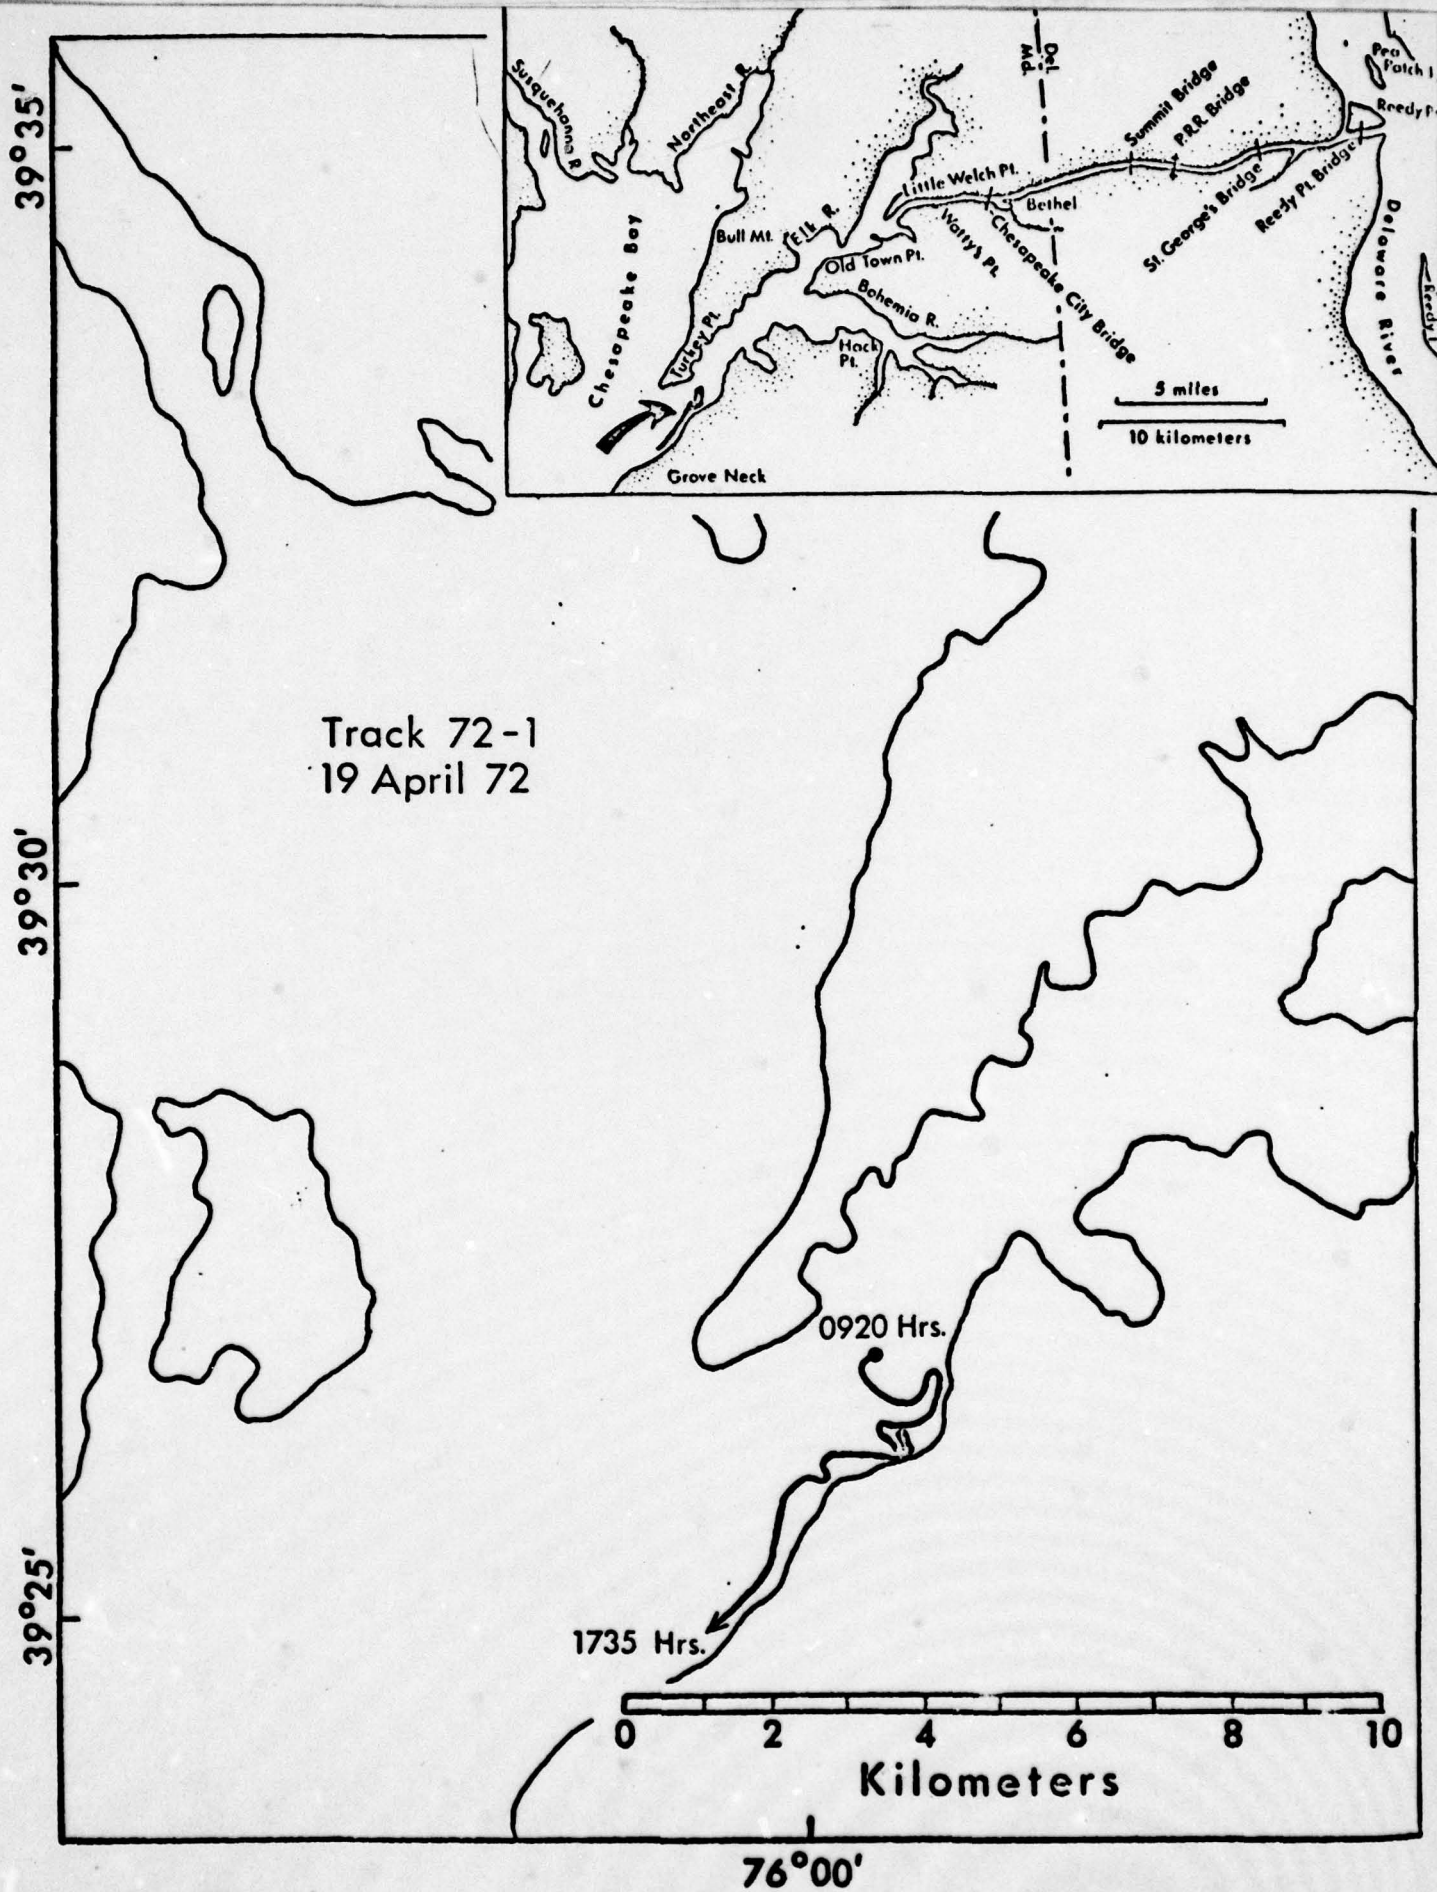 39°35'
39°30'
39°25'
Susquehanna R.
Northeast R.
Chesapeake Bay
Bull Mt.
Elk R.
Turkey Pt.
Old Town Pt.
Bohemia R.
Hack
Pt.
Grove Neck
Little Welch Pt.
Watty's Pt.
Chesapeake City Bridge
Bethel
Md.
Del.
Summit Bridge
P.R.R. Bridge
St. George's Bridge
Reedy Pt. Bridge
Pea
Patch I
Reedy P
Delaware River
Reedy I
5 miles
10 kilometers
Track 72-1
19 April 72
0920 Hrs.
1735 Hrs.
0 2 4 6 8 10
Kilometers
76°00'